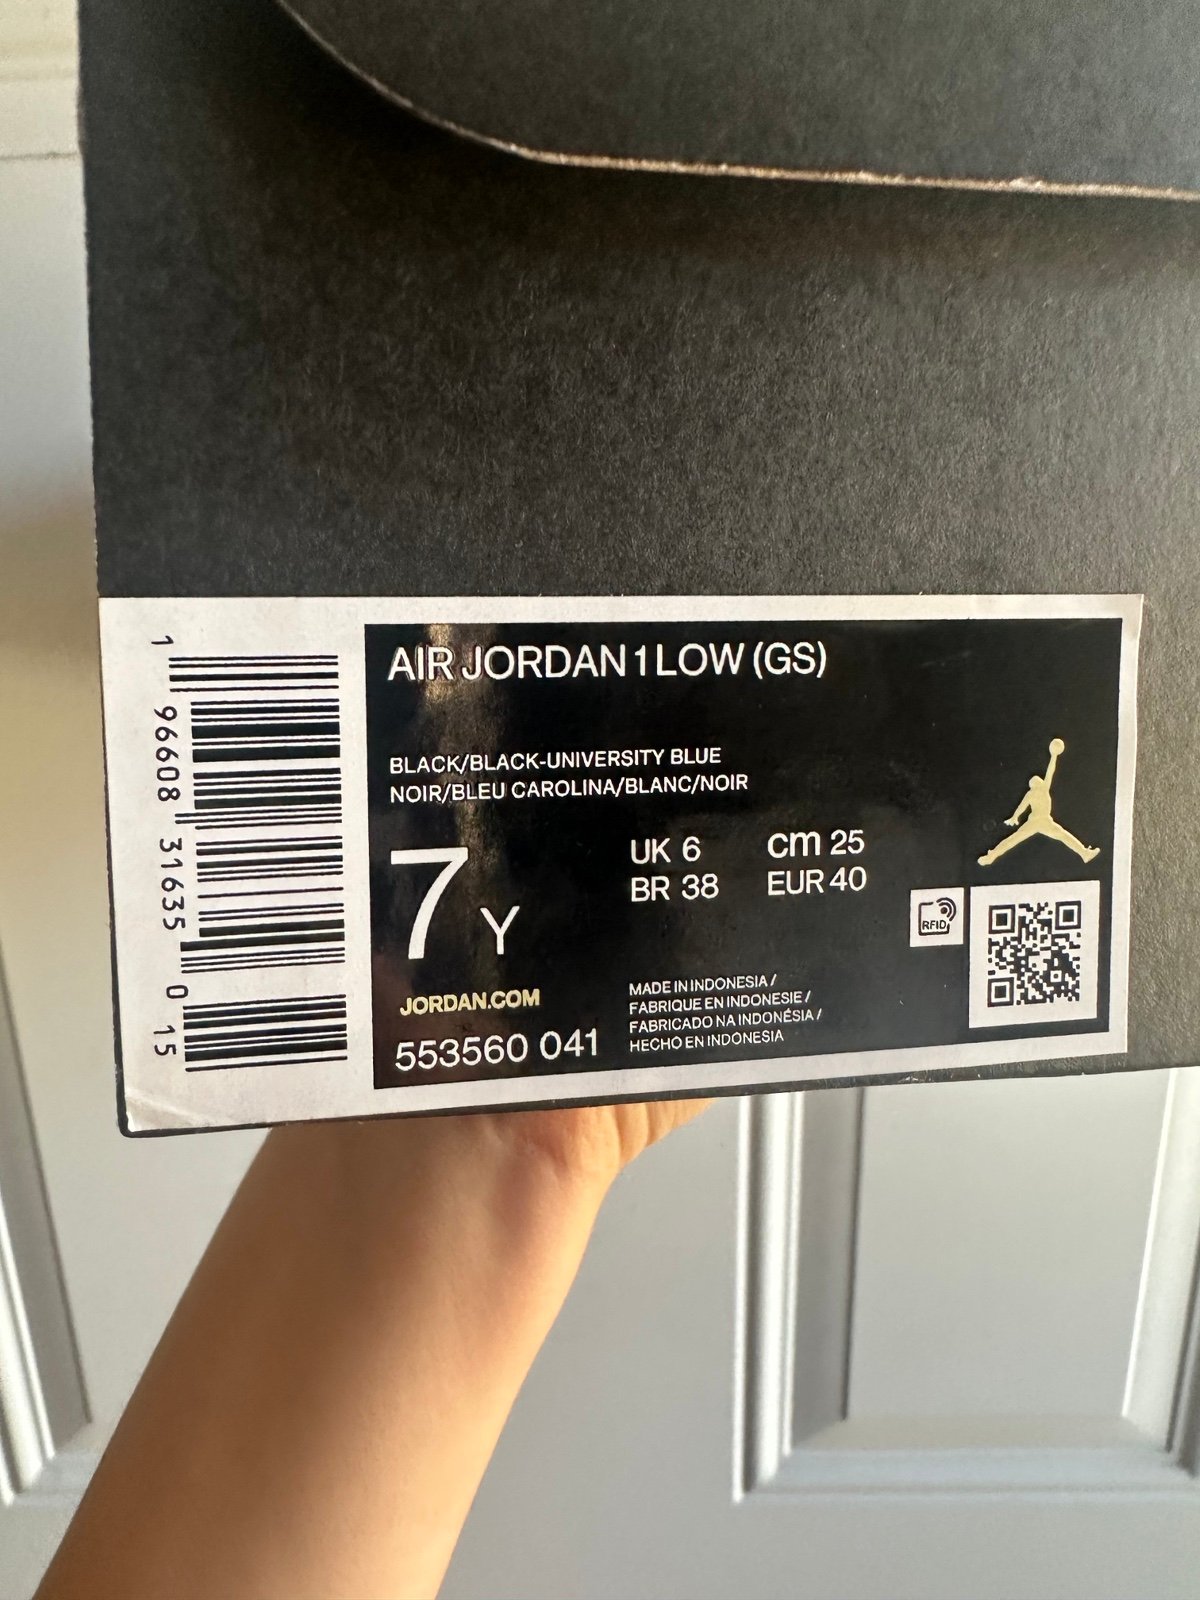 AIR JORDAN 1 LOW (GS)
BLACK/BLACK-UNIVERSITY BLUE
NOIR/BLEU CAROLINA/BLANC/NOIR
7 Y
UK 6 cm 25
BR 38 EUR 40
RFID
JORDAN.COM
553560 041
MADE IN INDONESIA /
FABRIQUE EN INDONESIE /
FABRICADO NA INDONÉSIA /
HECHO EN INDONESIA
1 96608 31635 0 15